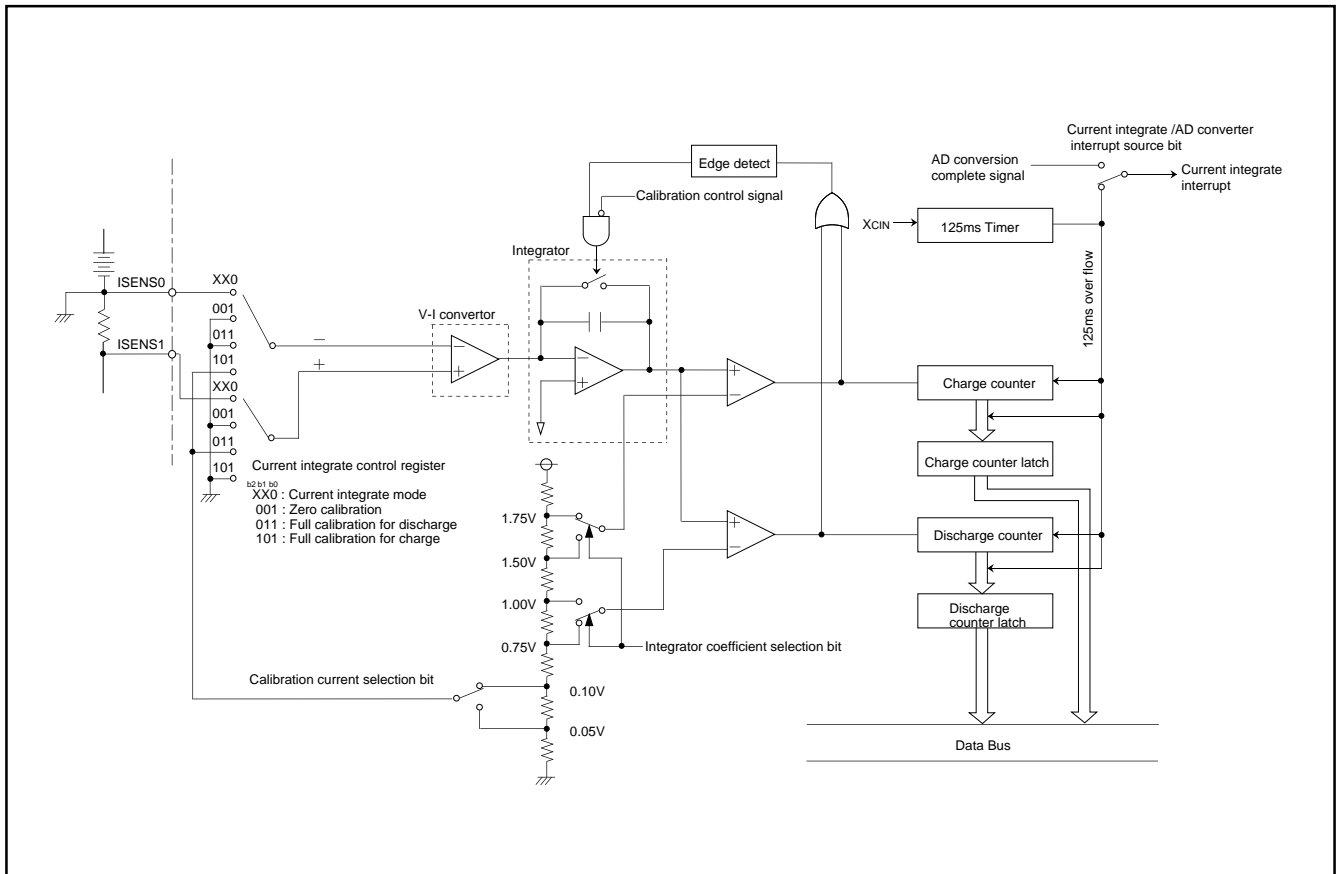 Current integrate /AD converter
interrupt source bit
AD conversion
complete signal
Current integrate
interrupt
Edge detect
Calibration control signal
XCIN
125ms Timer
125ms over flow
Integrator
ISENS0
XX0
001
011
101
ISENS1
XX0
001
011
101
V-I convertor
−
+
−
+
−
+
+
−
+
−
Charge counter
Charge counter latch
Discharge counter
Discharge
counter latch
Current integrate control register
b2 b1 b0
XX0 : Current integrate mode
001 : Zero calibration
011 : Full calibration for discharge
101 : Full calibration for charge
1.75V
1.50V
1.00V
0.75V
Integrator coefficient selection bit
Calibration current selection bit
0.10V
0.05V
Data Bus